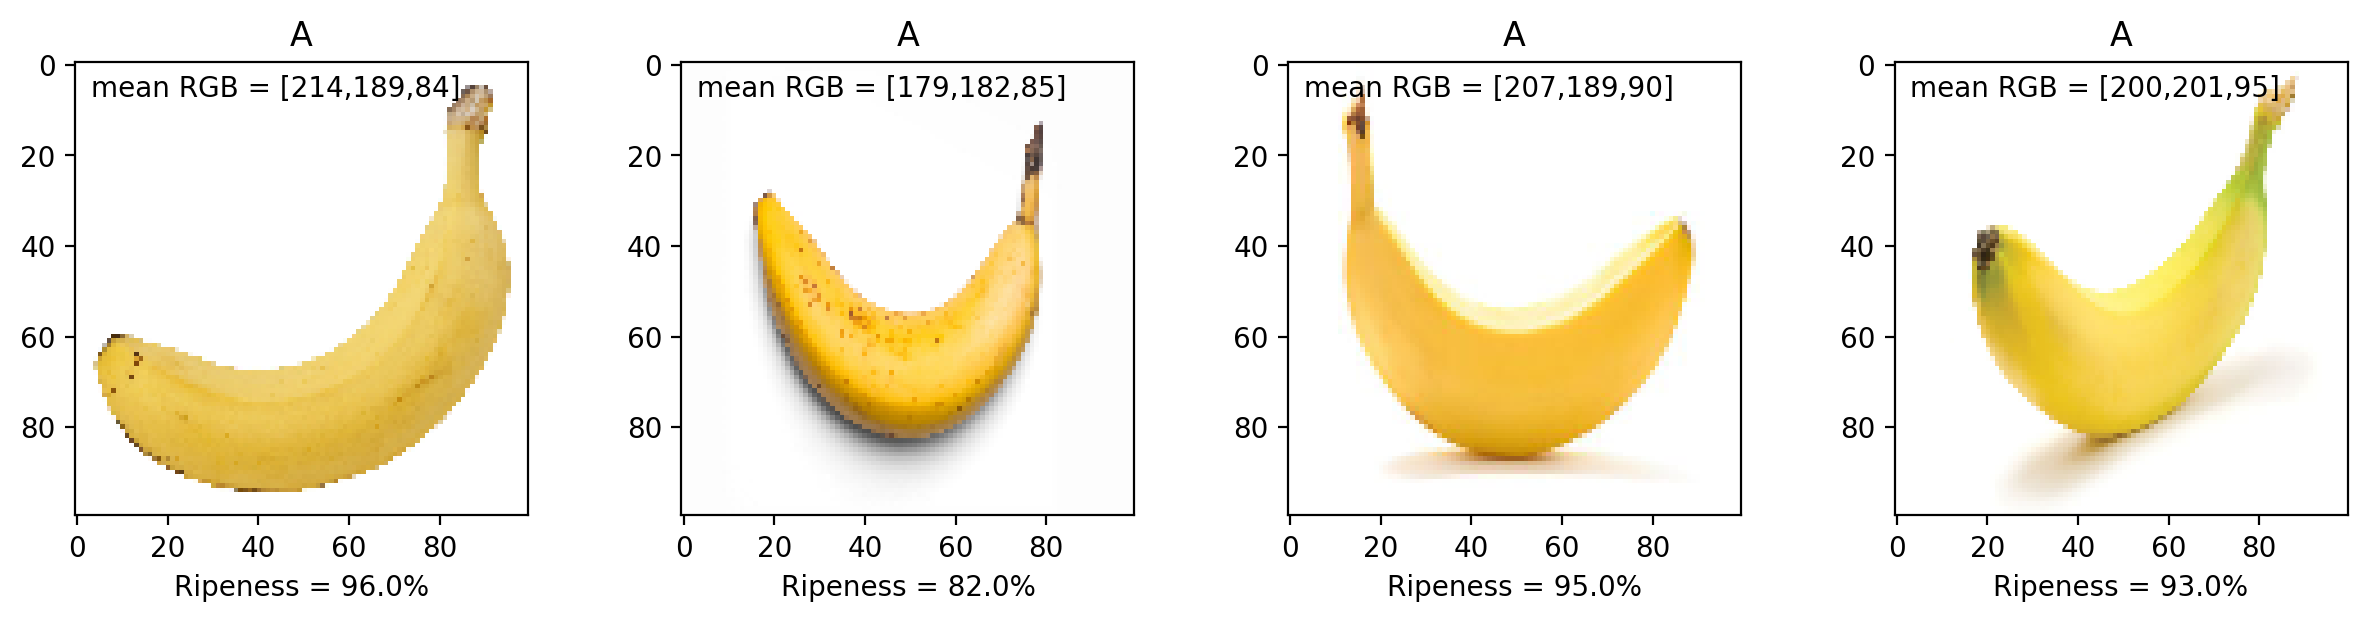 A
mean RGB = [214,189,84]
0
20
40
60
80
0 20 40 60 80
Ripeness = 96.0%
A
mean RGB = [179,182,85]
0
20
40
60
80
0 20 40 60 80
Ripeness = 82.0%
A
mean RGB = [207,189,90]
0
20
40
60
80
0 20 40 60 80
Ripeness = 95.0%
A
mean RGB = [200,201,95]
0
20
40
60
80
0 20 40 60 80
Ripeness = 93.0%